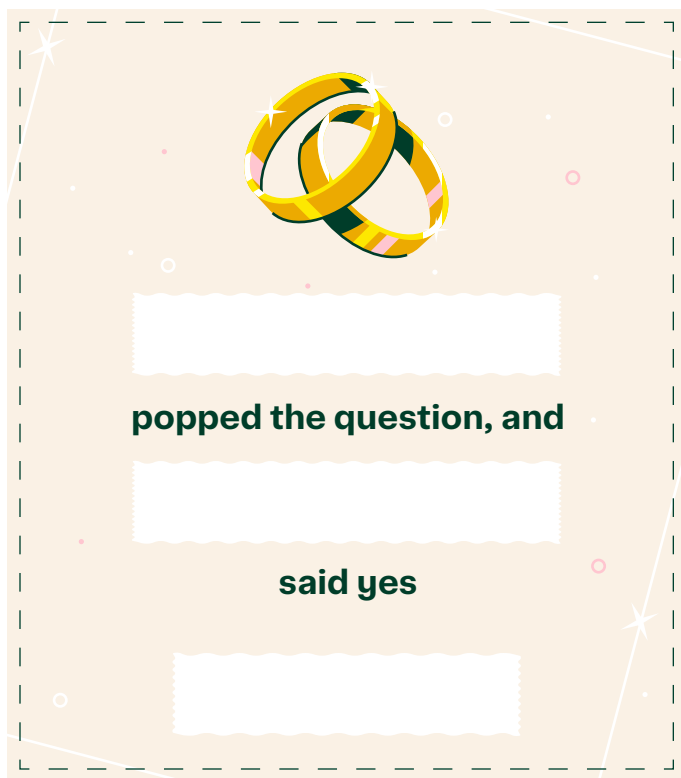 popped the question, and
said yes